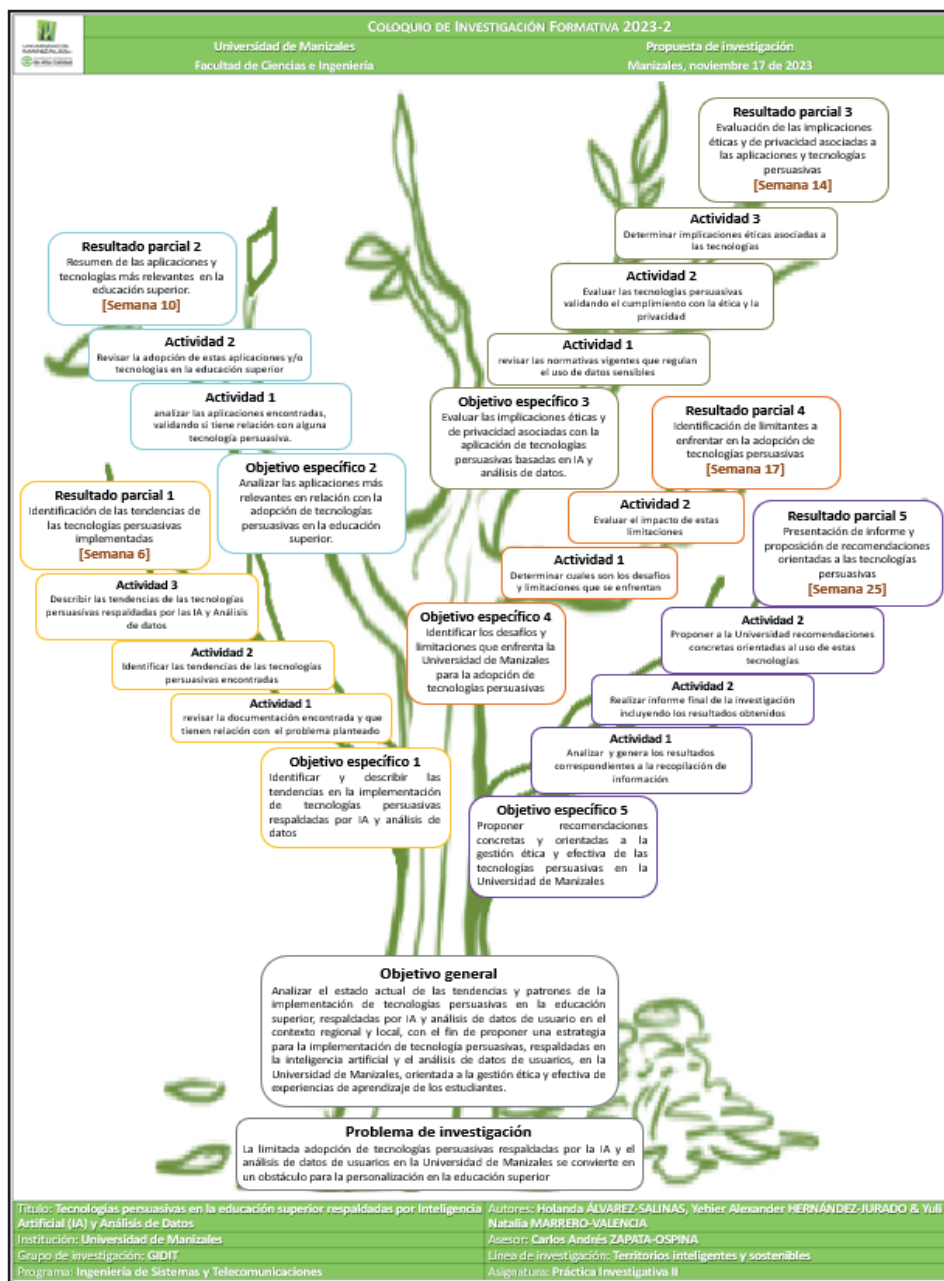 COLOQUIO DE INVESTIGACIÓN FORMATIVA 2023-2
Universidad de Manizales
Facultad de Ciencias e Ingeniería
Propuesta de investigación
Manizales, noviembre 17 de 2023
UNIVERSIDAD DE
MANIZALES
Resultado parcial 3
Evaluación de las implicaciones
éticas y de privacidad asociadas a
las aplicaciones y tecnologías
persuasivas
[Semana 14]
Actividad 3
Determinar implicaciones éticas asociadas a
las tecnologías
Actividad 2
Evaluar las tecnologías persuasivas
validando el cumplimiento con la ética y la
privacidad
Actividad 1
revisar las normativas vigentes que regulan
el uso de datos sensibles
Objetivo específico 3
Evaluar las implicaciones éticas y
de privacidad asociadas con la
aplicación de tecnologías
persuasivas basadas en IA y
análisis de datos.
Resultado parcial 2
Resumen de las aplicaciones y
tecnologías más relevantes en la
educación superior.
[Semana 10]
Actividad 2
Revisar la adopción de estas aplicaciones y/o
tecnologías en la educación superior
Actividad 1
analizar las aplicaciones encontradas,
validando si tiene relación con alguna
tecnología persuasiva.
Objetivo específico 2
Analizar las aplicaciones más
relevantes en relación con la
adopción de tecnologías
persuasivas en la educación
superior.
Resultado parcial 4
Identificación de limitantes a
enfrentar en la adopción de
tecnologías persuasivas
[Semana 17]
Actividad 2
Evaluar el impacto de estas
limitaciones
Actividad 1
Determinar cuales son los desafíos
y limitaciones que se enfrentan
Objetivo específico 4
Identificar los desafíos y
limitaciones que enfrenta la
Universidad de Manizales
para la adopción de
tecnologías persuasivas
Resultado parcial 1
Identificación de las tendencias de
las tecnologías persuasivas
implementadas
[Semana 6]
Actividad 3
Describir las tendencias de las tecnologías
persuasivas respaldadas por las IA y Análisis
de datos
Actividad 2
Identificar las tendencias de las tecnologías
persuasivas encontradas
Actividad 1
revisar la documentación encontrada y que
tienen relación con el problema planteado
Objetivo específico 1
Identificar y describir las
tendencias en la implementación
de tecnologías persuasivas
respaldadas por IA y análisis de
datos
Resultado parcial 5
Presentación de informe y
proposición de recomendaciones
orientadas a las tecnologías
persuasivas
[Semana 25]
Actividad 2
Proponer a la Universidad recomendaciones
concretas orientadas al uso de estas
tecnologías
Actividad 2
Realizar informe final de la investigación
incluyendo los resultados obtenidos
Actividad 1
Analizar y genera los resultados
correspondientes a la recopilación de
información
Objetivo específico 5
Proponer recomendaciones
concretas y orientadas a la
gestión ética y efectiva de las
tecnologías persuasivas en la
Universidad de Manizales
Objetivo general
Analizar el estado actual de las tendencias y patrones de la
implementación de tecnologías persuasivas en la educación
superior, respaldadas por IA y análisis de datos de usuario en el
contexto regional y local, con el fin de proponer una estrategia
para la implementación de tecnología persuasivas, respaldadas en
la inteligencia artificial y el análisis de datos de usuarios, en la
Universidad de Manizales, orientada a la gestión ética y efectiva de
experiencias de aprendizaje de los estudiantes.
Problema de investigación
La limitada adopción de tecnologías persuasivas respaldadas por la IA y el
análisis de datos de usuarios en la Universidad de Manizales se convierte en
un obstáculo para la personalización en la educación superior
Título: Tecnologías persuasivas en la educación superior respaldadas por Inteligencia
Artificial (IA) y Análisis de Datos
Institución: Universidad de Manizales
Grupo de investigación: GIDIT
Programa: Ingeniería de Sistemas y Telecomunicaciones
Autores: Holanda ÁLVAREZ-SALINAS, Yehier Alexander HERNÁNDEZ-JURADO & Yuli
Natalia MARRERO-VALENCIA
Asesor: Carlos Andrés ZAPATA-OSPINA
Línea de investigación: Territorios inteligentes y sostenibles
Asignatura: Práctica Investigativa II